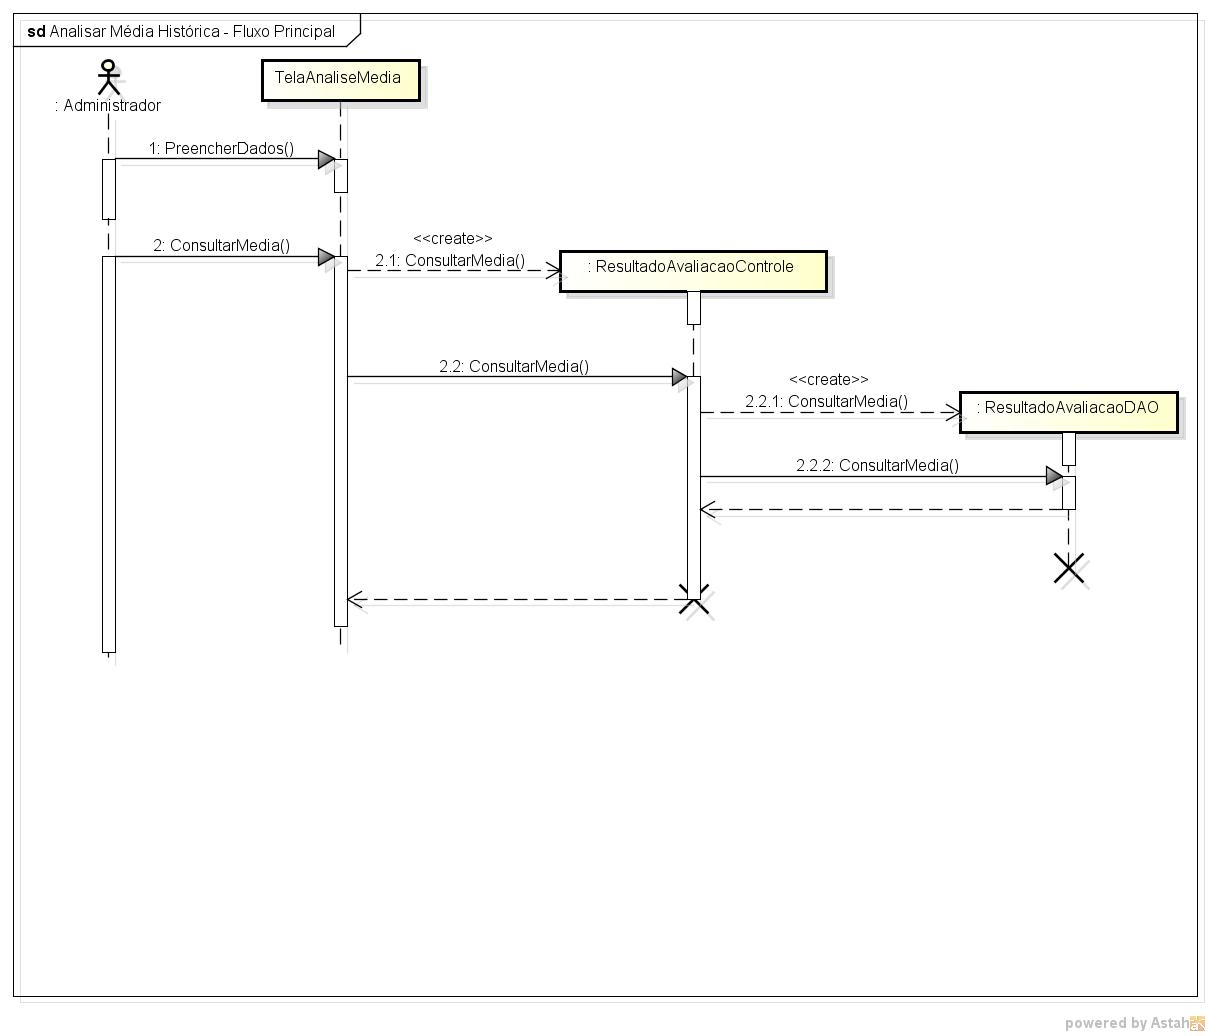 sd Analisar Média Histórica - Fluxo Principal
TelaAnaliseMedia
: Administrador
1: PreencherDados()
2: ConsultarMedia()
<<create>>
2.1: ConsultarMedia()
: ResultadoAvaliacaoControle
2.2: ConsultarMedia()
<<create>>
2.2.1: ConsultarMedia()
: ResultadoAvaliacaoDAO
2.2.2: ConsultarMedia()
powered by Astah